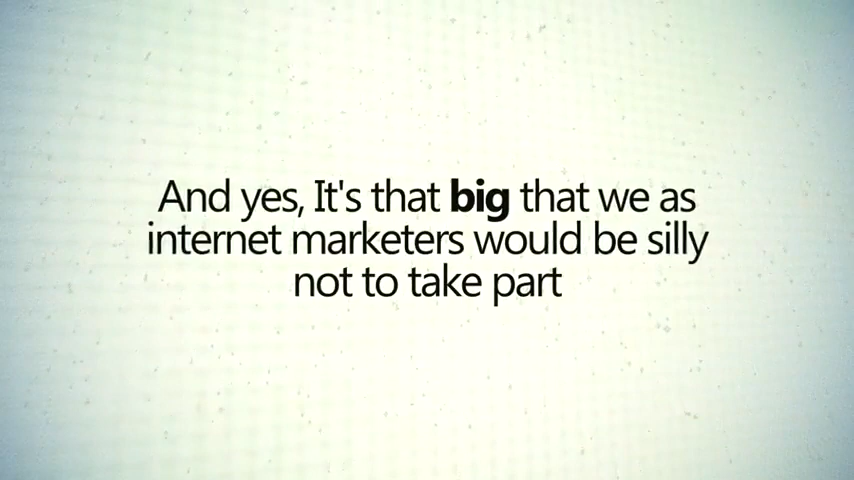 And yes, It's that big that we as
internet marketers would be silly
not to take part